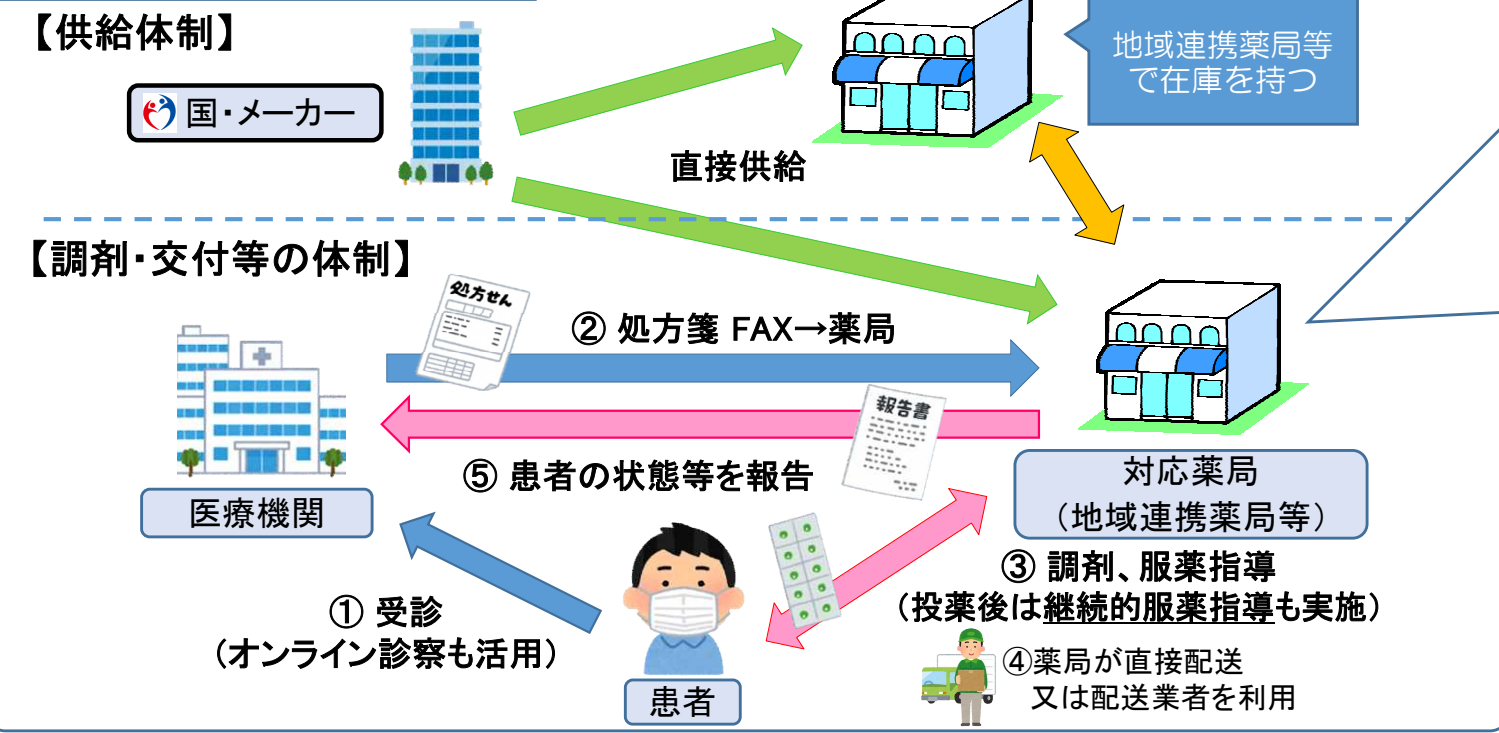 【供給体制】
国・メーカー
地域連携薬局等
で在庫を持つ
直接供給
【調剤・交付等の体制】
処方せん
② 処方箋 FAX→薬局
報告書
⑤ 患者の状態等を報告
医療機関
対応薬局
（地域連携薬局等）
① 受診
（オンライン診察も活用）
③ 調剤、服薬指導
（投薬後は継続的服薬指導も実施）
④薬局が直接配送
又は配送業者を利用
患者